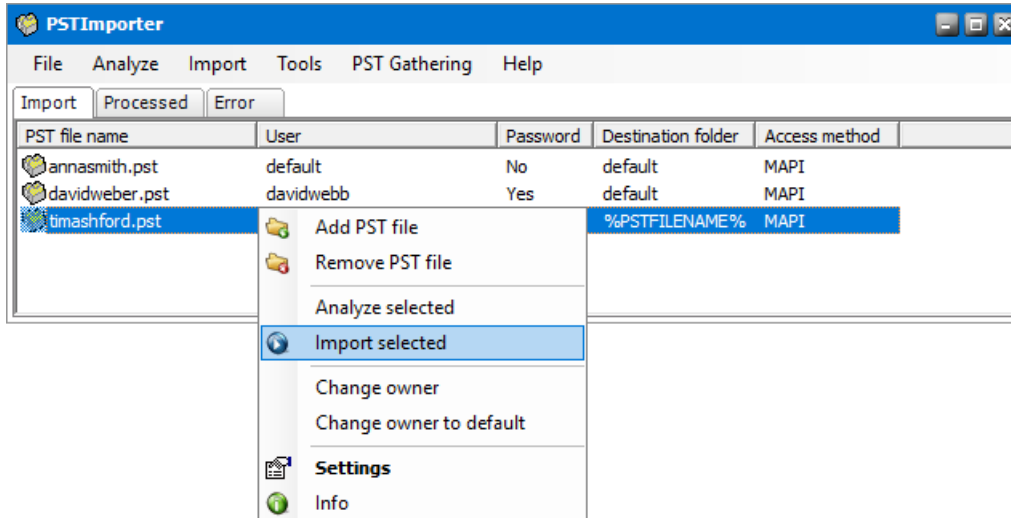 PSTImporter
File Analyze Import Tools PST Gathering Help
Import Processed Error
PST file name User Password Destination folder Access method
annasmith.pst default No default MAPI
davidweber.pst davidwebb Yes default MAPI
timashford.pst %PSTFILENAME% MAPI
Add PST file
Remove PST file
Analyze selected
Import selected
Change owner
Change owner to default
Settings
Info